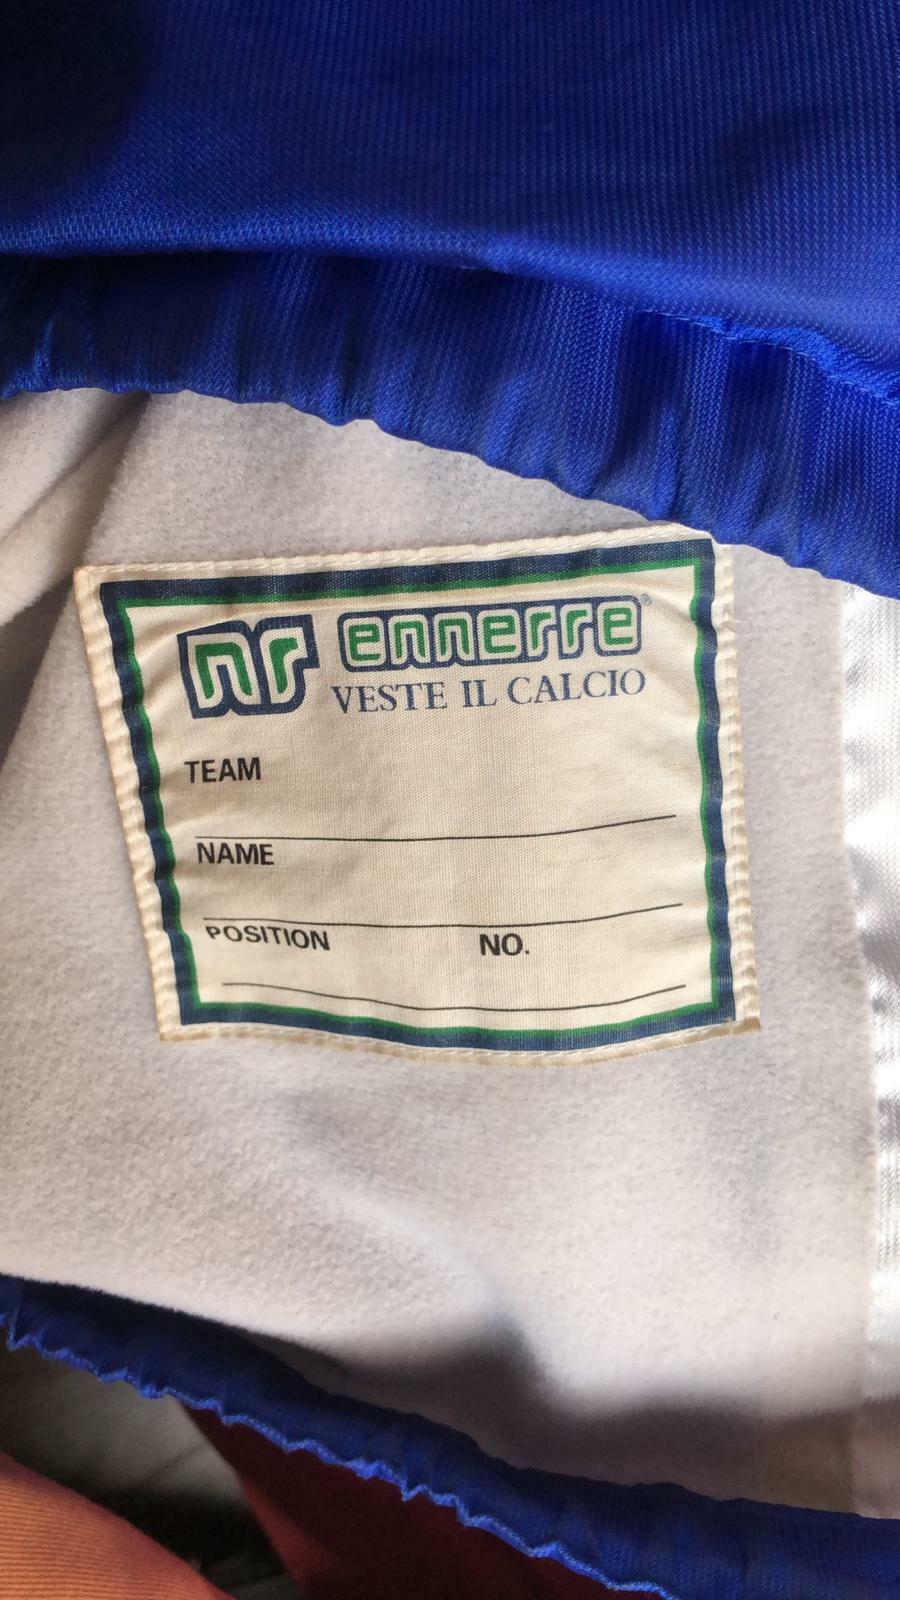 nr ennerre®
VESTE IL CALCIO
TEAM
NAME
POSITION NO.